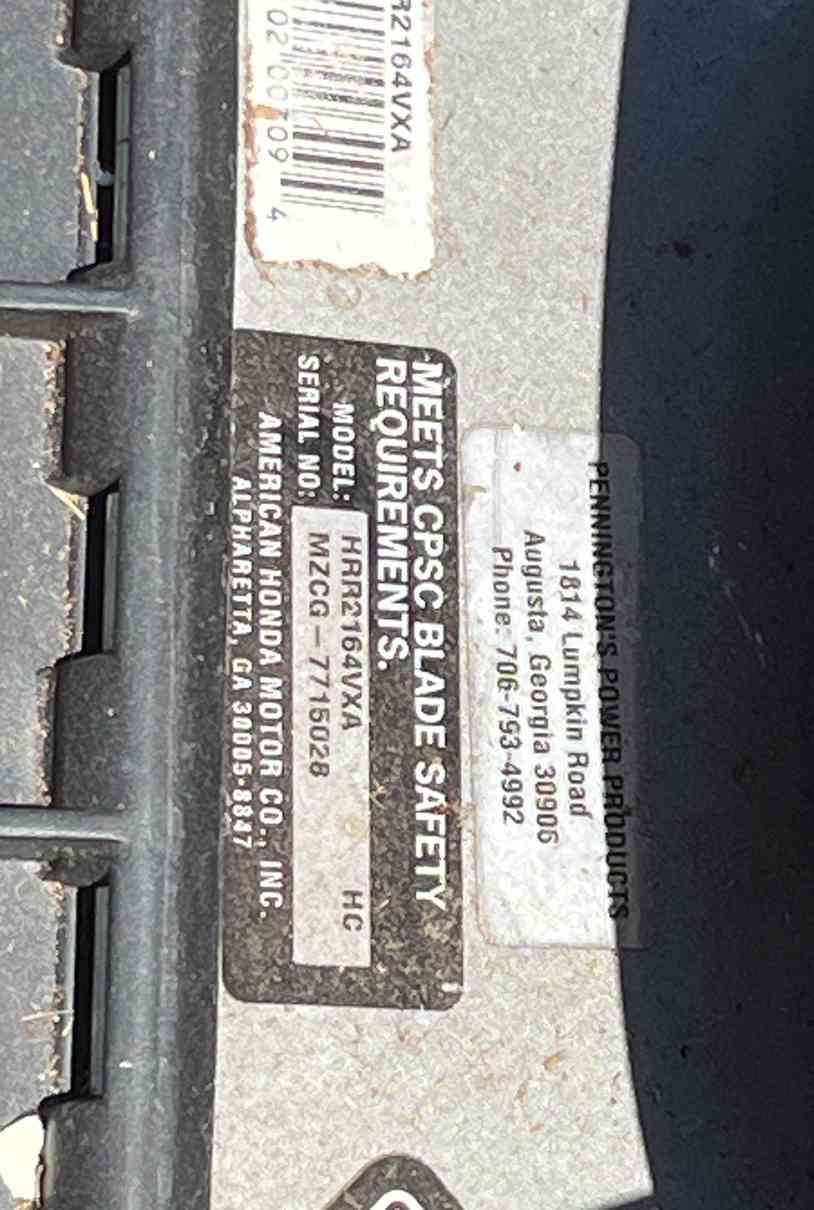 PENNINGTON'S POWER PRODUCTS
1814 Lumpkin Road
Augusta, Georgia 30906
Phone: 706-793-4992
R2164VXA
02 00709 4
MEETS CPSC BLADE SAFETY
REQUIREMENTS.
MODEL: HRR2164VXA HC
SERIAL NO: MZCG-7715028
AMERICAN HONDA MOTOR CO., INC.
ALPHARETTA, GA 30005-8847